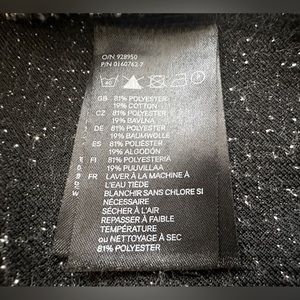 O/N 928950
P/N 0160762-7
GB 81% POLYESTER
19% COTTON
CZ 81% POLYESTER
19% BAVLNA
DE 81% POLYESTER
19% BAUMWOLLE
ES 81% POLIÉSTER
19% ALGODÓN
FI 81% POLYESTERIA
19% PUUVILLAA
FR LAVER À LA MACHINE À
L'EAU TIÈDE
BLANCHIR SANS CHLORE SI
NÉCESSAIRE
SÉCHER À L'AIR
REPASSER À FAIBLE
TEMPÉRATURE
OU NETTOYAGE À SEC
81% POLYESTER